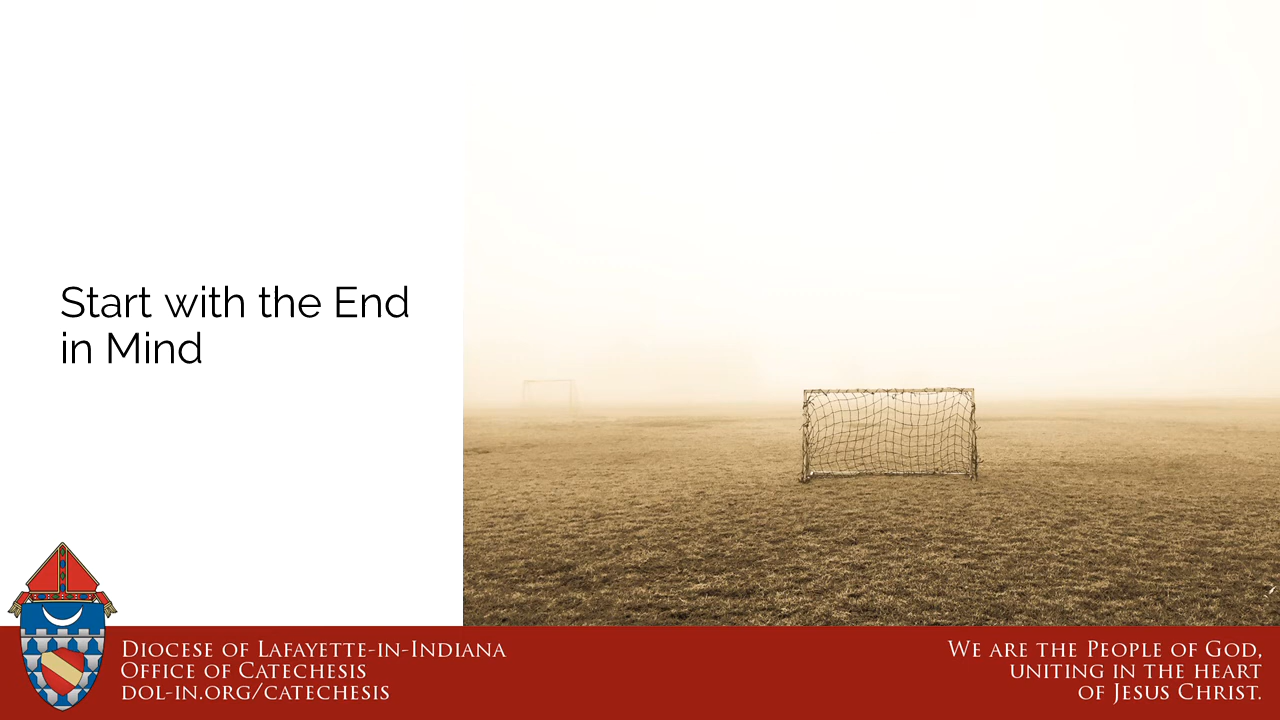 Start with the End
in Mind
Diocese of Lafayette-in-Indiana
Office of Catechesis
dol-in.org/catechesis
We are the People of God,
uniting in the heart
of Jesus Christ.